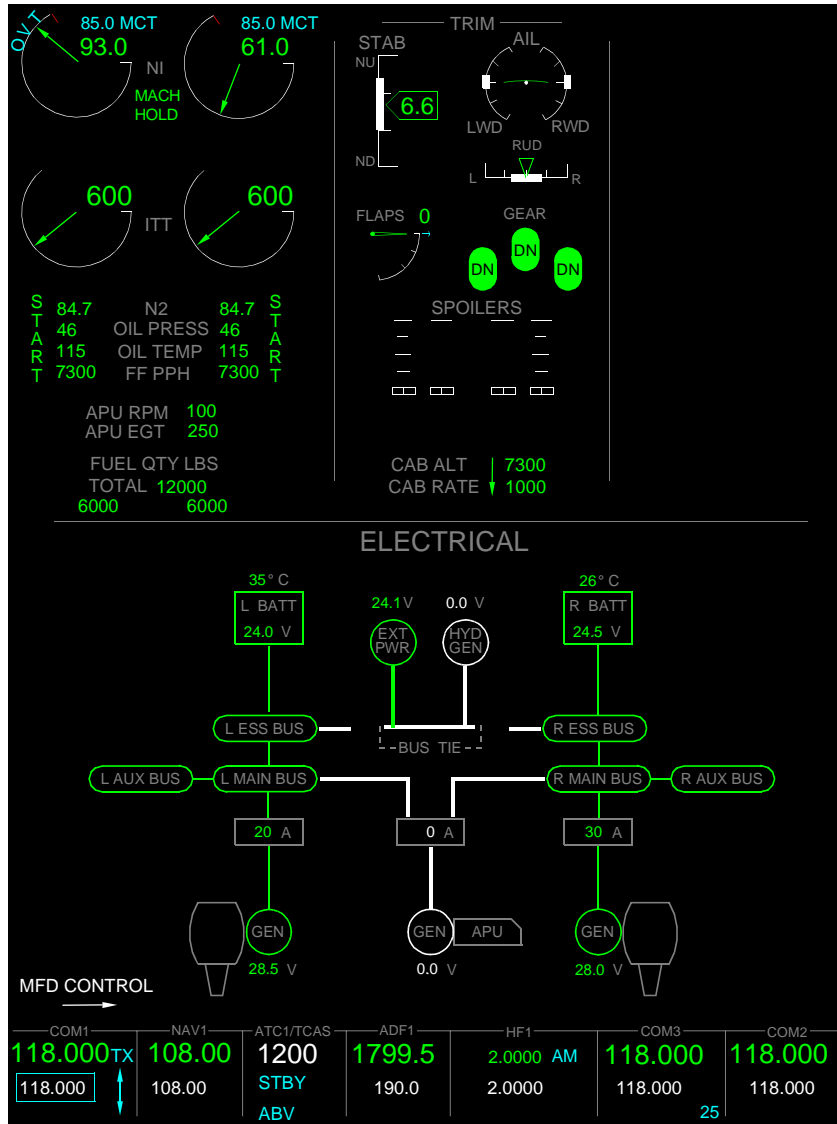 OVT 85.0 MCT 85.0 MCT
93.0 61.0
NI
MACH
HOLD
600 600
ITT
START START
84.7 N2 84.7
46 OIL PRESS 46
115 OIL TEMP 115
7300 FF PPH 7300
APU RPM 100
APU EGT 250
FUEL QTY LBS
TOTAL 12000
6000 6000
TRIM
STAB AIL
NU
6.6
ND
LWD RWD
RUD
L R
FLAPS 0 GEAR
DN DN DN
SPOILERS
CAB ALT 7300
CAB RATE 1000
ELECTRICAL
35° C 26° C
L BATT R BATT
24.0 V 24.5 V
24.1 V 0.0 V
EXT PWR HYD GEN
L ESS BUS R ESS BUS
BUS TIE
L AUX BUS L MAIN BUS R MAIN BUS R AUX BUS
20 A 0 A 30 A
GEN GEN APU GEN
28.5 V 0.0 V 28.0 V
MFD CONTROL
COM1 NAV1 ATC1/TCAS ADF1 HF1 COM3 COM2
118.000 TX 108.00 1200 1799.5 2.0000 AM 118.000 118.000
118.000 108.00 STBY 190.0 2.0000 118.000 118.000
ABV 25